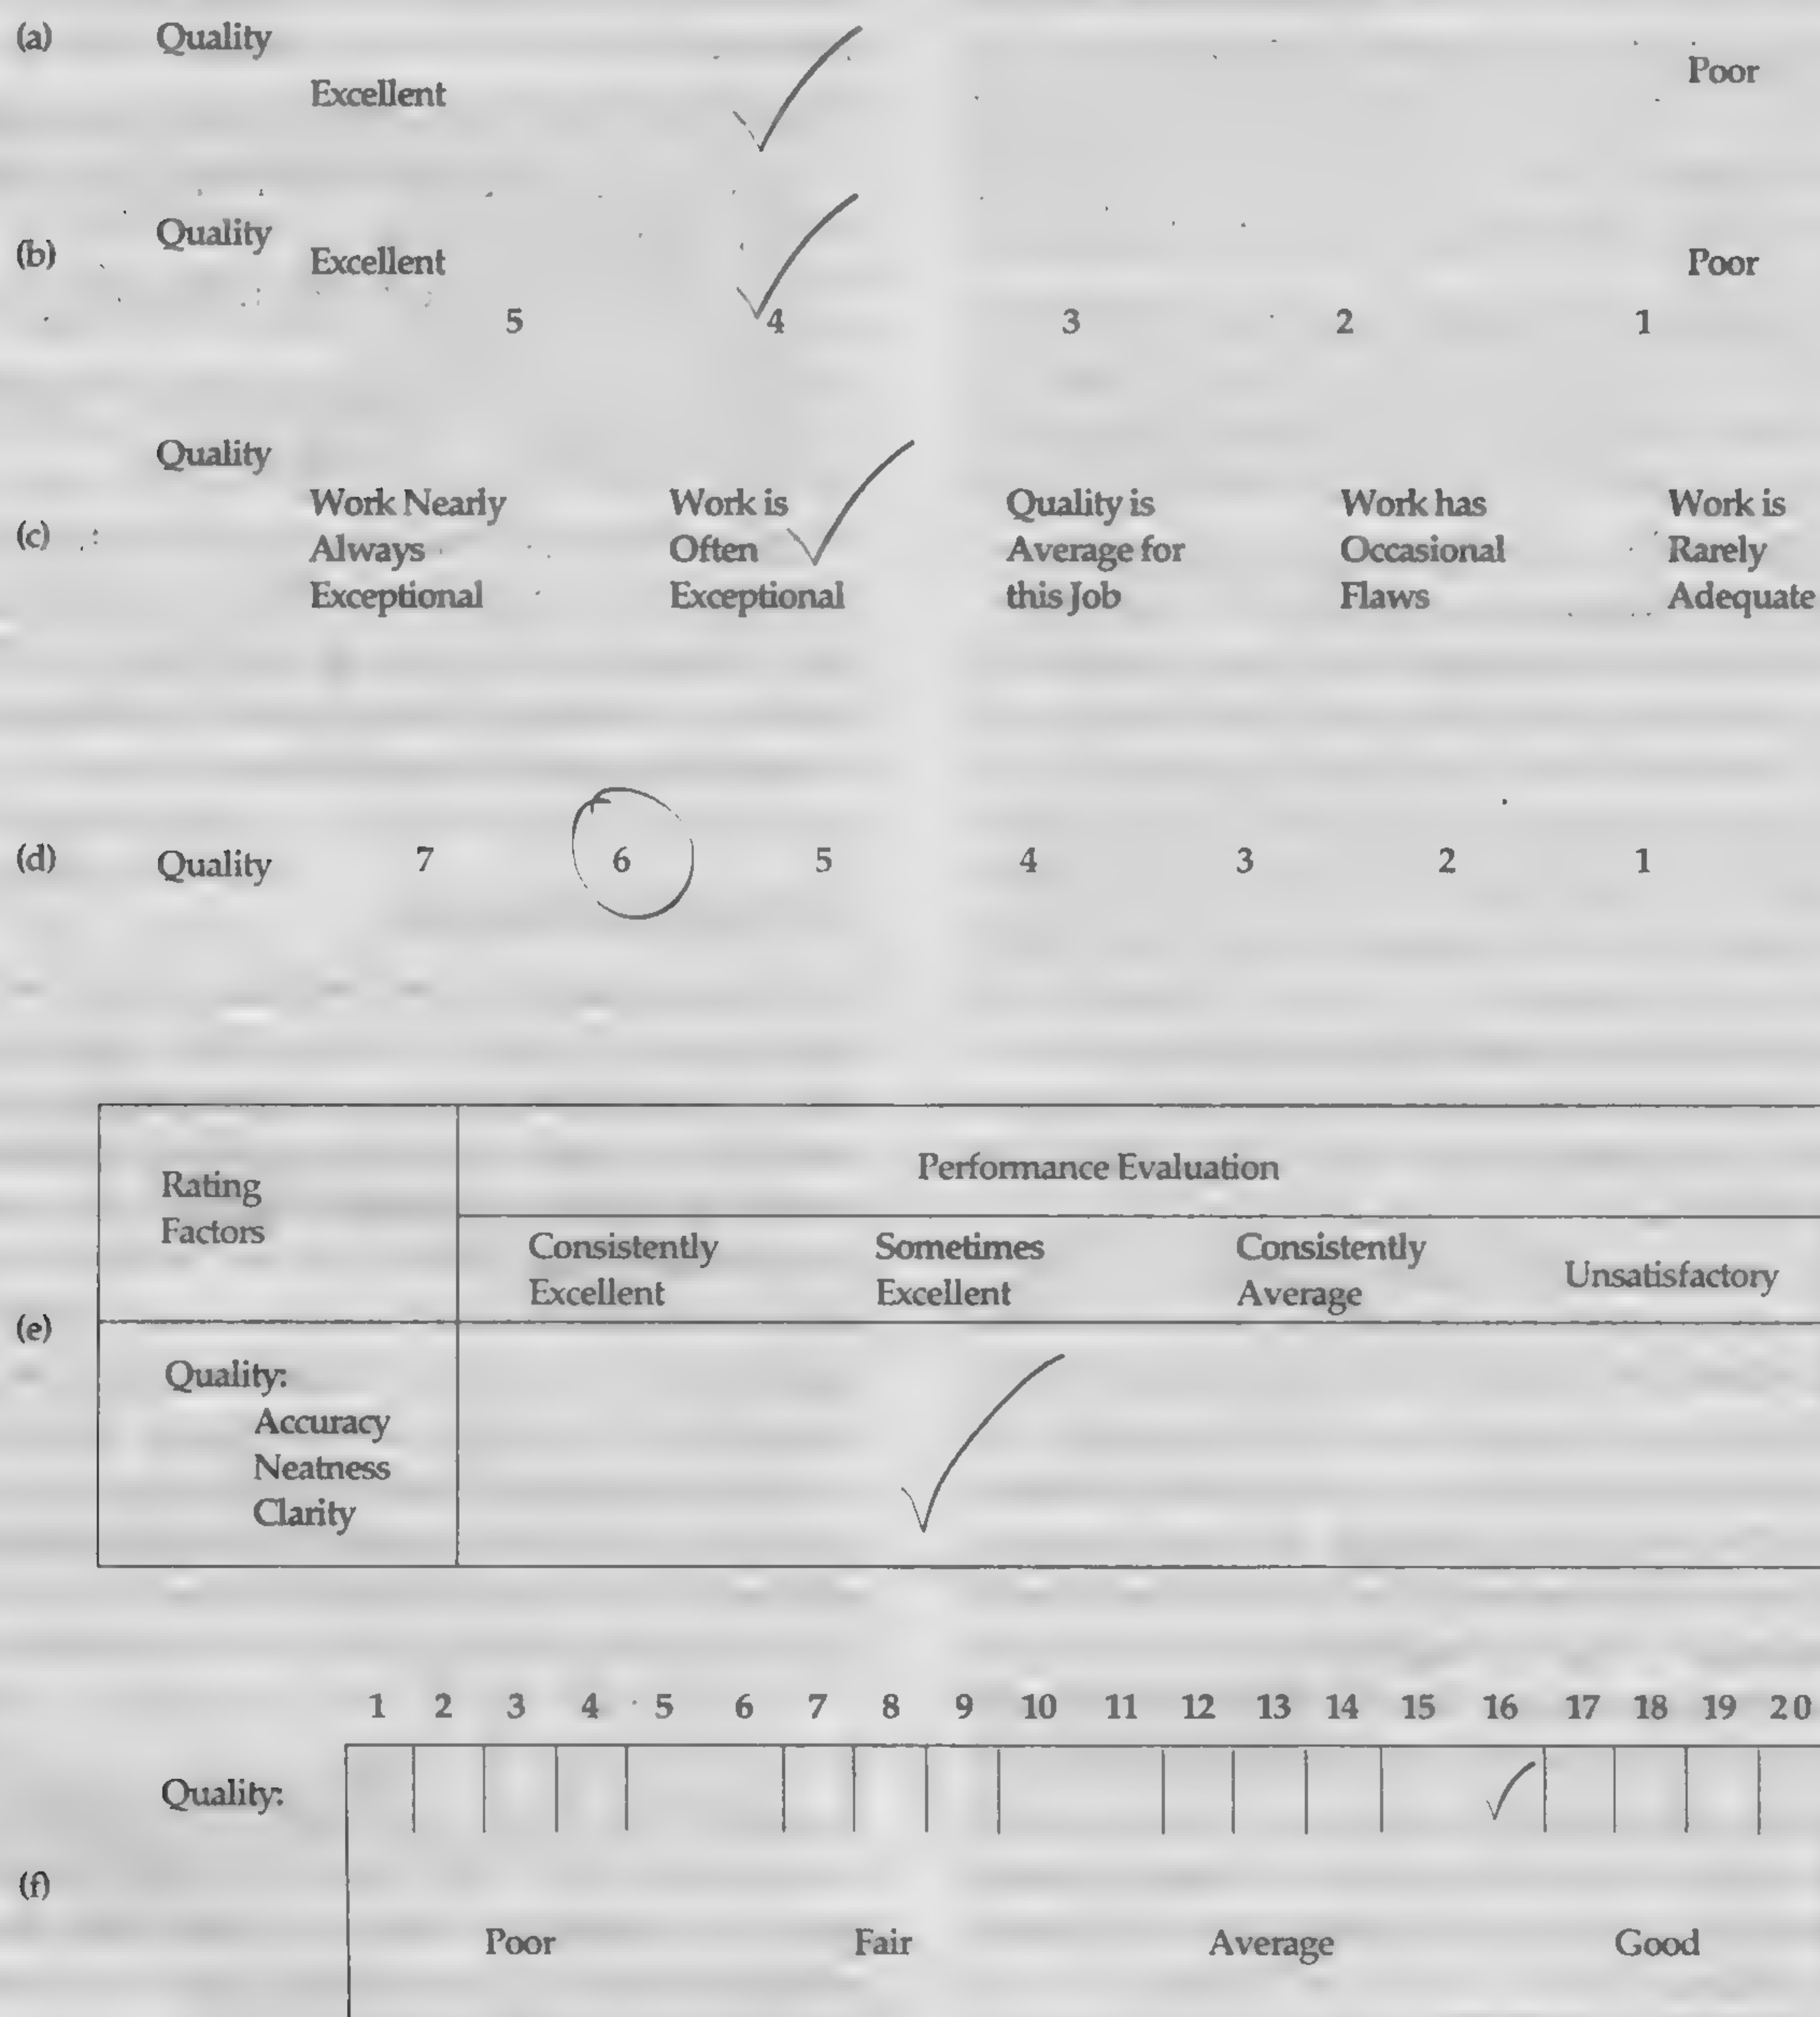 (a) Quality
Excellent Poor
(b) Quality
Excellent Poor
5 4 3 2 1
Quality
(c) Work Nearly Work is Quality is Work has Work is
Always Often Average for Occasional Rarely
Exceptional Exceptional this Job Flaws Adequate
(d) Quality 7 6 5 4 3 2 1
Performance Evaluation
Rating
Factors
Consistently Sometimes Consistently Unsatisfactory
Excellent Excellent Average
(e)
Quality:
Accuracy
Neatness
Clarity
1 2 3 4 5 6 7 8 9 10 11 12 13 14 15 16 17 18 19 20
Quality:
(f)
Poor Fair Average Good